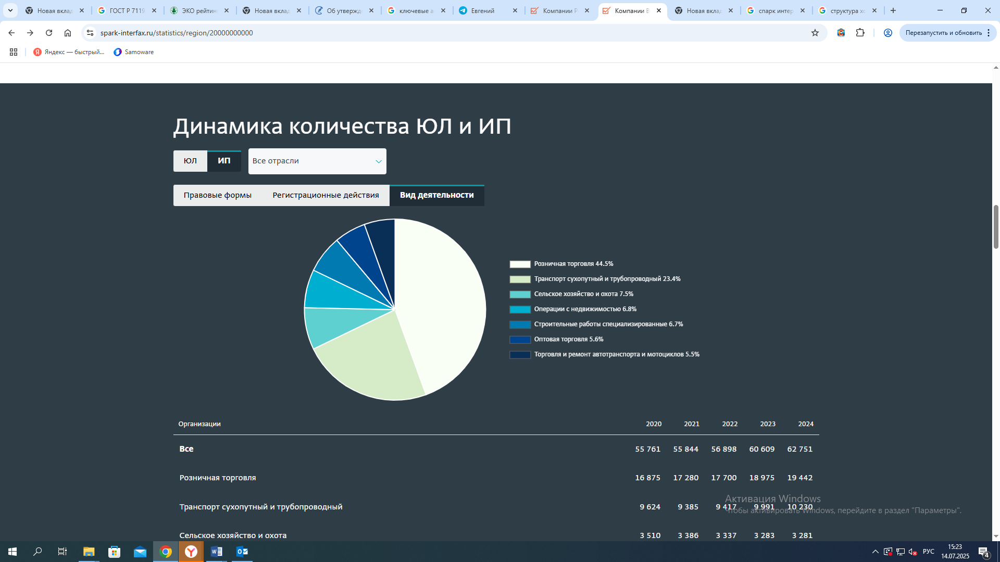 Новая вклад
ГОСТ Р 7119
ЭКО рейтин
Новая вклад
Об утвержде
ключевые а
Евгений
Компании Р
Компании В
Новая вклад
спарк интер
структура хо
spark-interfax.ru/statistics/region/20000000000
Перезапустить и обновить
Яндекс — быстрый...
Samoware
Динамика количества ЮЛ и ИП
ЮЛ ИП Все отрасли
Правовые формы Регистрационные действия Вид деятельности
Розничная торговля 44.5%
Транспорт сухопутный и трубопроводный 23.4%
Сельское хозяйство и охота 7.5%
Операции с недвижимостью 6.8%
Строительные работы специализированные 6.7%
Оптовая торговля 5.6%
Торговля и ремонт автотранспорта и мотоциклов 5.5%
Организации 2020 2021 2022 2023 2024
Все 55 761 55 844 56 898 60 609 62 751
Розничная торговля 16 875 17 280 17 700 18 975 19 442
Транспорт сухопутный и трубопроводный 9 624 9 385 9 417 9 991 10 230
Сельское хозяйство и охота 3 510 3 386 3 337 3 283 3 281
Активация Windows
Чтобы активировать Windows, перейдите в раздел "Параметры".
РУС
15:23
14.07.2025
4